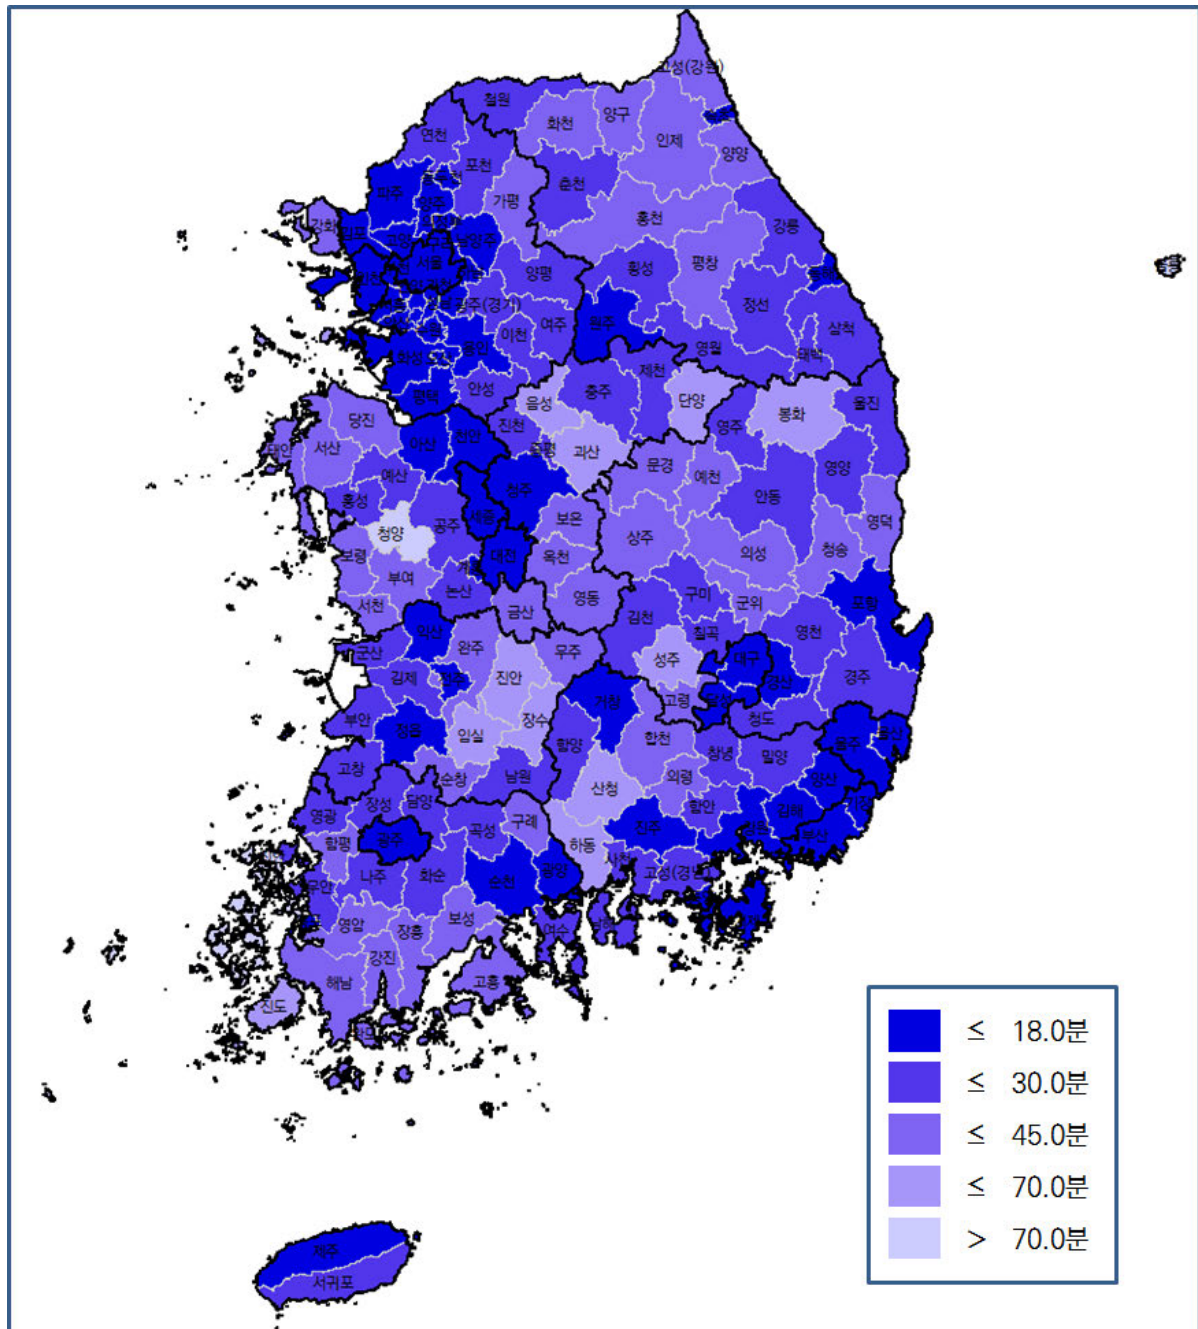 고성(강원)
철원
양구
화천
연천
인제
양양
포천
춘천
파주
가평
양주
강화
홍천
강릉
고양
남양주
평창
서울
횡성
양평
정선
광주(경기)
여주
원주
이천
삼척
영월
용인
태백
화성
제천
안성
충주
단양
평택
음성
울진
봉화
당진
진천
영주
천안
아산
서산
증평
괴산
태안
문경
영양
예산
예천
청주
안동
홍성
보은
세종
영덕
공주
청양
상주
청송
의성
보령
대전
옥천
부여
논산
구미
영동
군위
포항
서천
금산
김천
익산
칠곡
영천
완주
군산
무주
성주
대구
경주
김제
전주
진안
경산
거창
고령
달성
부안
장수
청도
정읍
임실
합천
울산
함양
창녕
밀양
울주
고창
남원
순창
의령
양산
산청
장성
담양
함안
기장
영광
김해
구례
곡성
진주
창원
부산
광주
함평
하동
사천
화순
광양
고성(경남)
나주
순천
무안
보성
영암
여수
남해
장흥
강진
해남
고흥
진도
제주
서귀포
≤ 18.0분
≤ 30.0분
≤ 45.0분
≤ 70.0분
> 70.0분